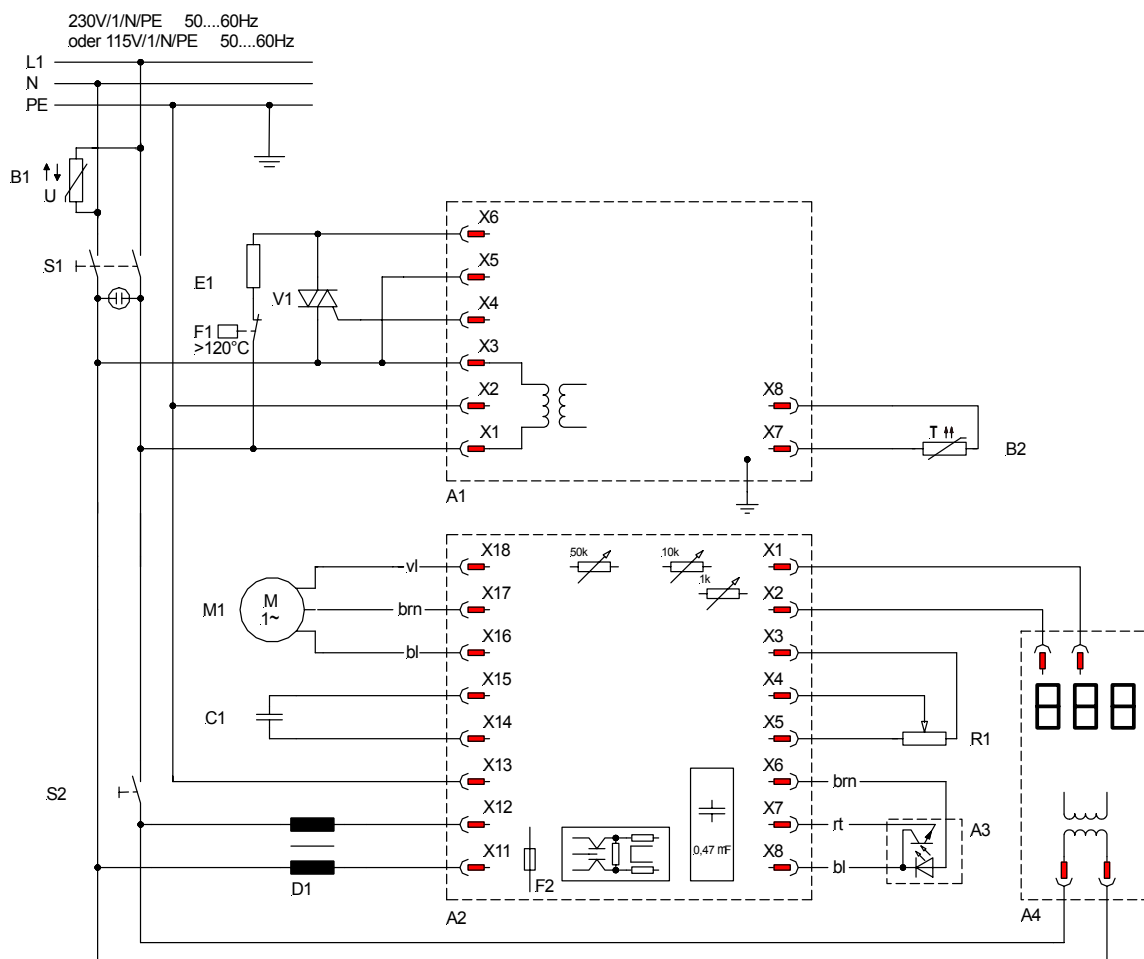 230V/1/N/PE 50....60Hz
oder 115V/1/N/PE 50....60Hz
L1
N
PE
B1
U
S1
E1
V1
F1
>120°C
X6
X5
X4
X3
X2
X1
X8
X7
T
B2
A1
M1
M
1~
vl
brn
bl
X18
X17
X16
X15
X14
X13
X12
X11
50k
10k
1k
X1
X2
X3
X4
X5
X6
X7
X8
C1
R1
S2
brn
rt
bl
A3
D1
F2
0,47 mF
A2
A4